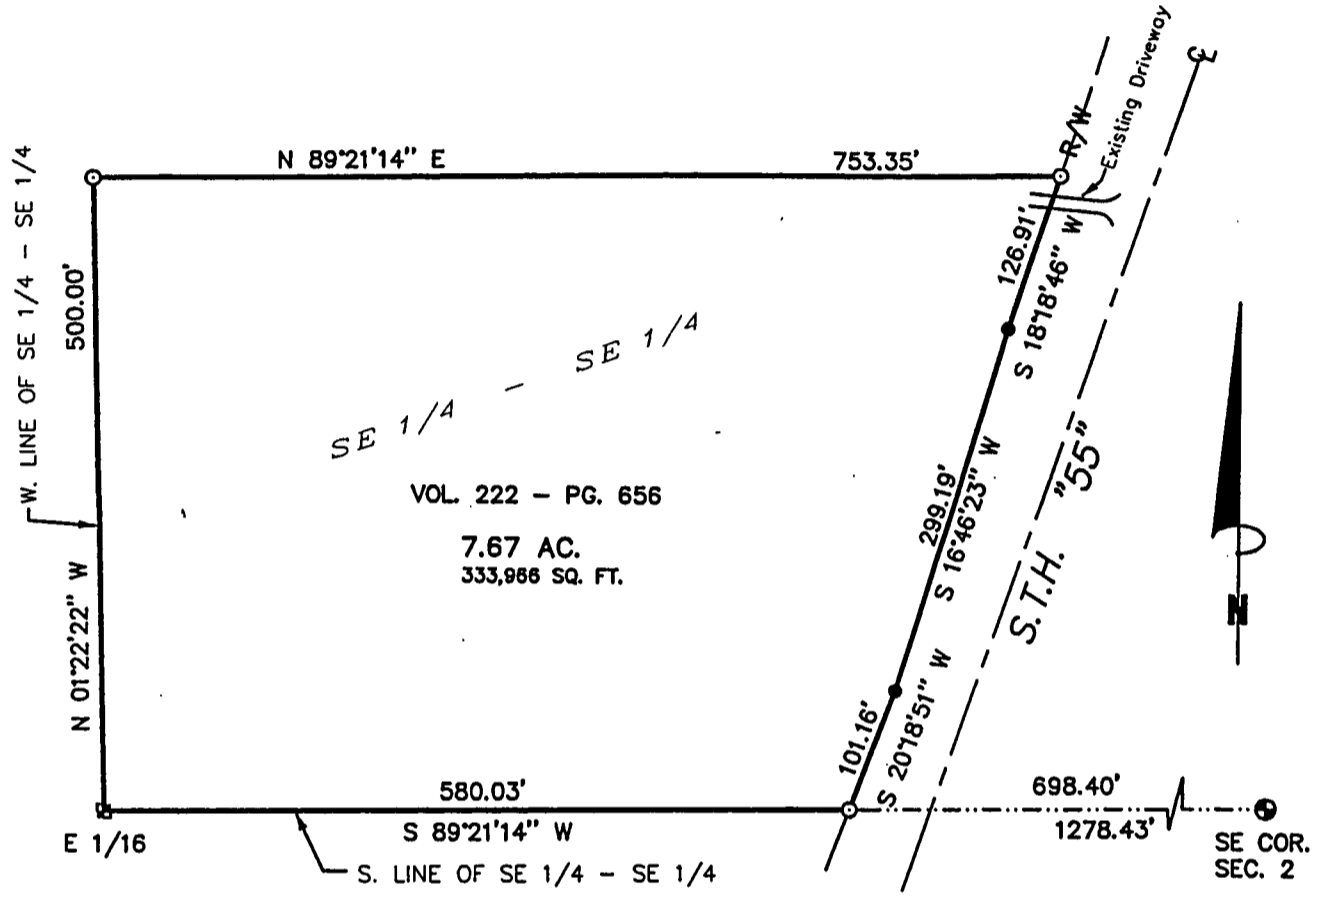 N 89°21'14" E
753.35'
R/W
Existing Driveway
℄
W. LINE OF SE 1/4 - SE 1/4
500.00'
N 01°22'22" W
126.91'
S 18°18'46" W
SE 1/4 - SE 1/4
VOL. 222 - PG. 656
7.67 AC.
333,966 SQ. FT.
299.19'
S 16°46'23" W
S.T.H. "55"
N
101.16'
S 20°18'51" W
580.03'
S 89°21'14" W
698.40'
1278.43'
E 1/16
S. LINE OF SE 1/4 - SE 1/4
SE COR.
SEC. 2